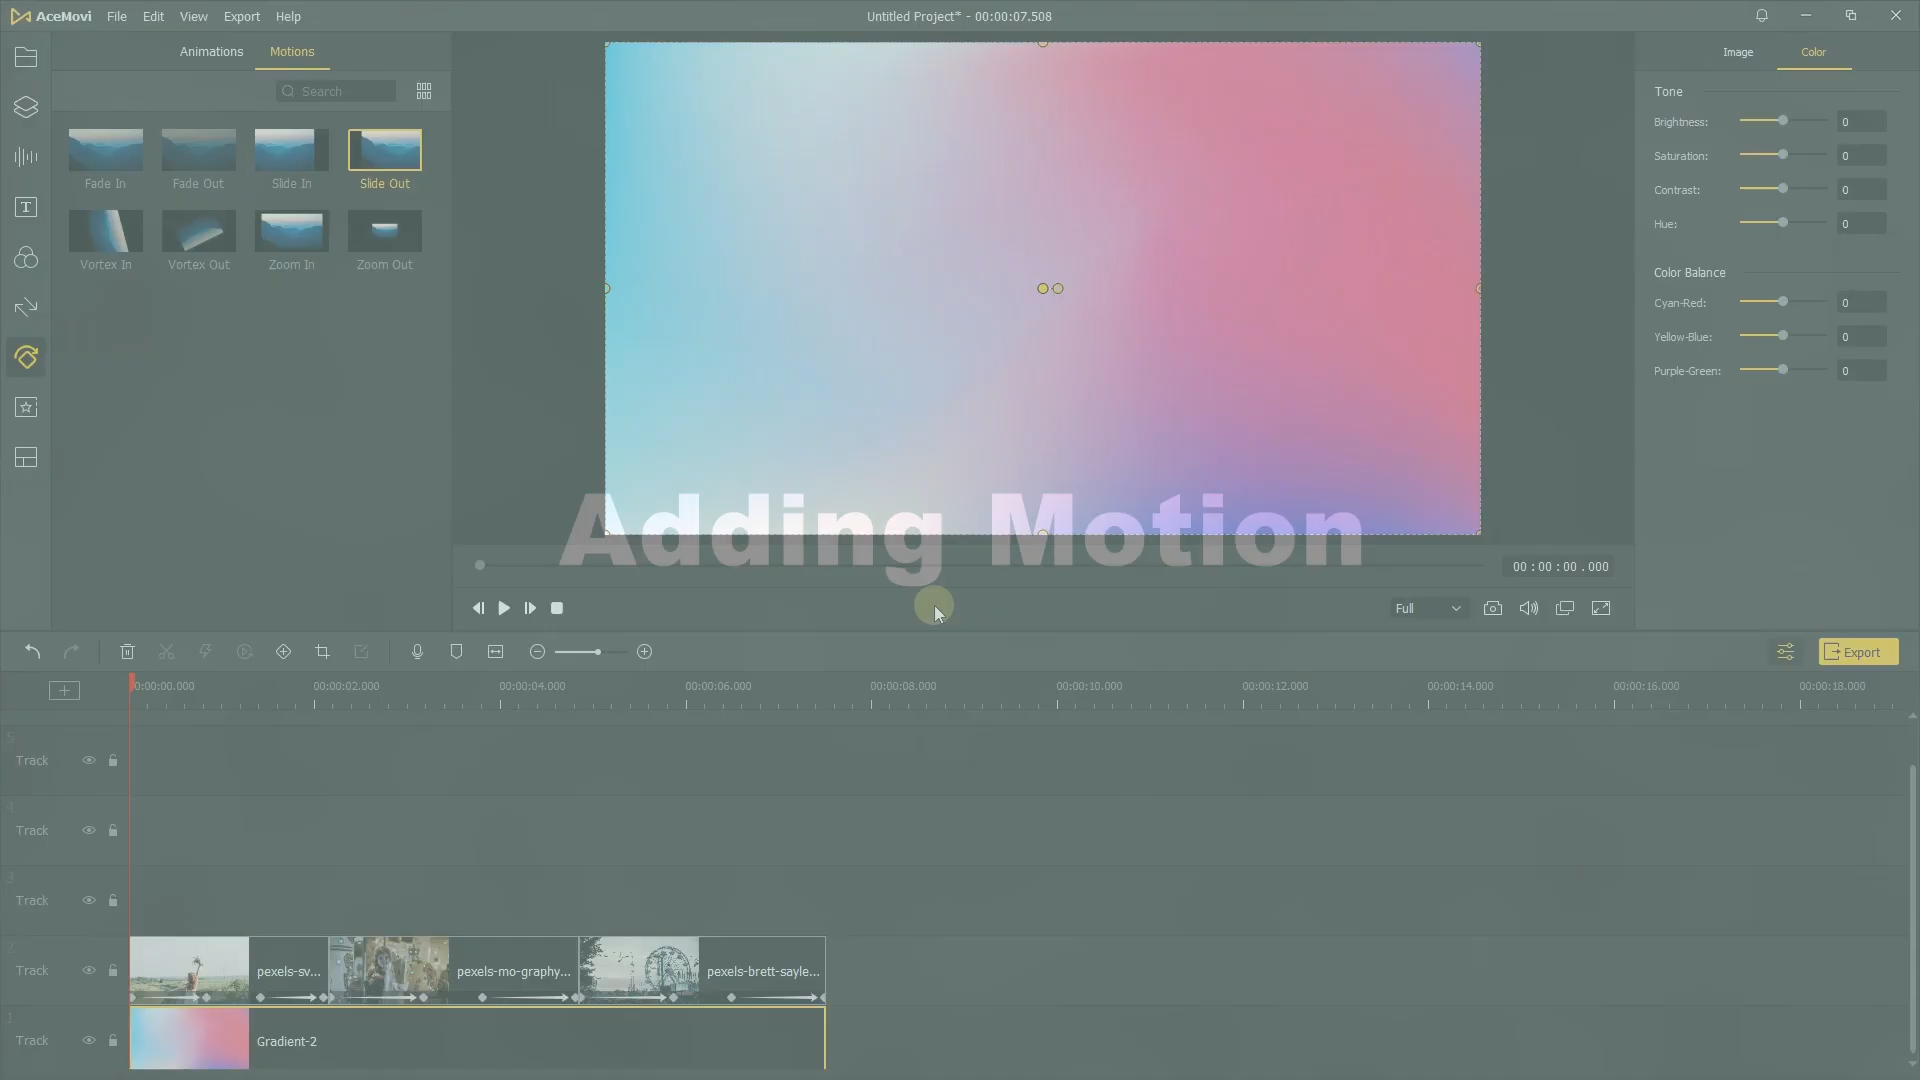 AceMovi File Edit View Export Help
Untitled Project* - 00:00:07.508
Animations Motions
Search
Fade In Fade Out Slide In Slide Out
Vortex In Vortex Out Zoom In Zoom Out
Image Color
Tone
Brightness: 0
Saturation: 0
Contrast: 0
Hue: 0
Color Balance
Cyan-Red: 0
Yellow-Blue: 0
Purple-Green: 0
Adding Motion
00:00:00.000
Full
Export
0:00:00.000 00:00:02.000 00:00:04.000 00:00:06.000 00:00:08.000 00:00:10.000 00:00:12.000 00:00:14.000 00:00:16.000 00:00:18.000
5
Track
4
Track
3
Track
2
Track pexels-sv... pexels-mo-graphy... pexels-brett-sayle...
1
Track Gradient-2